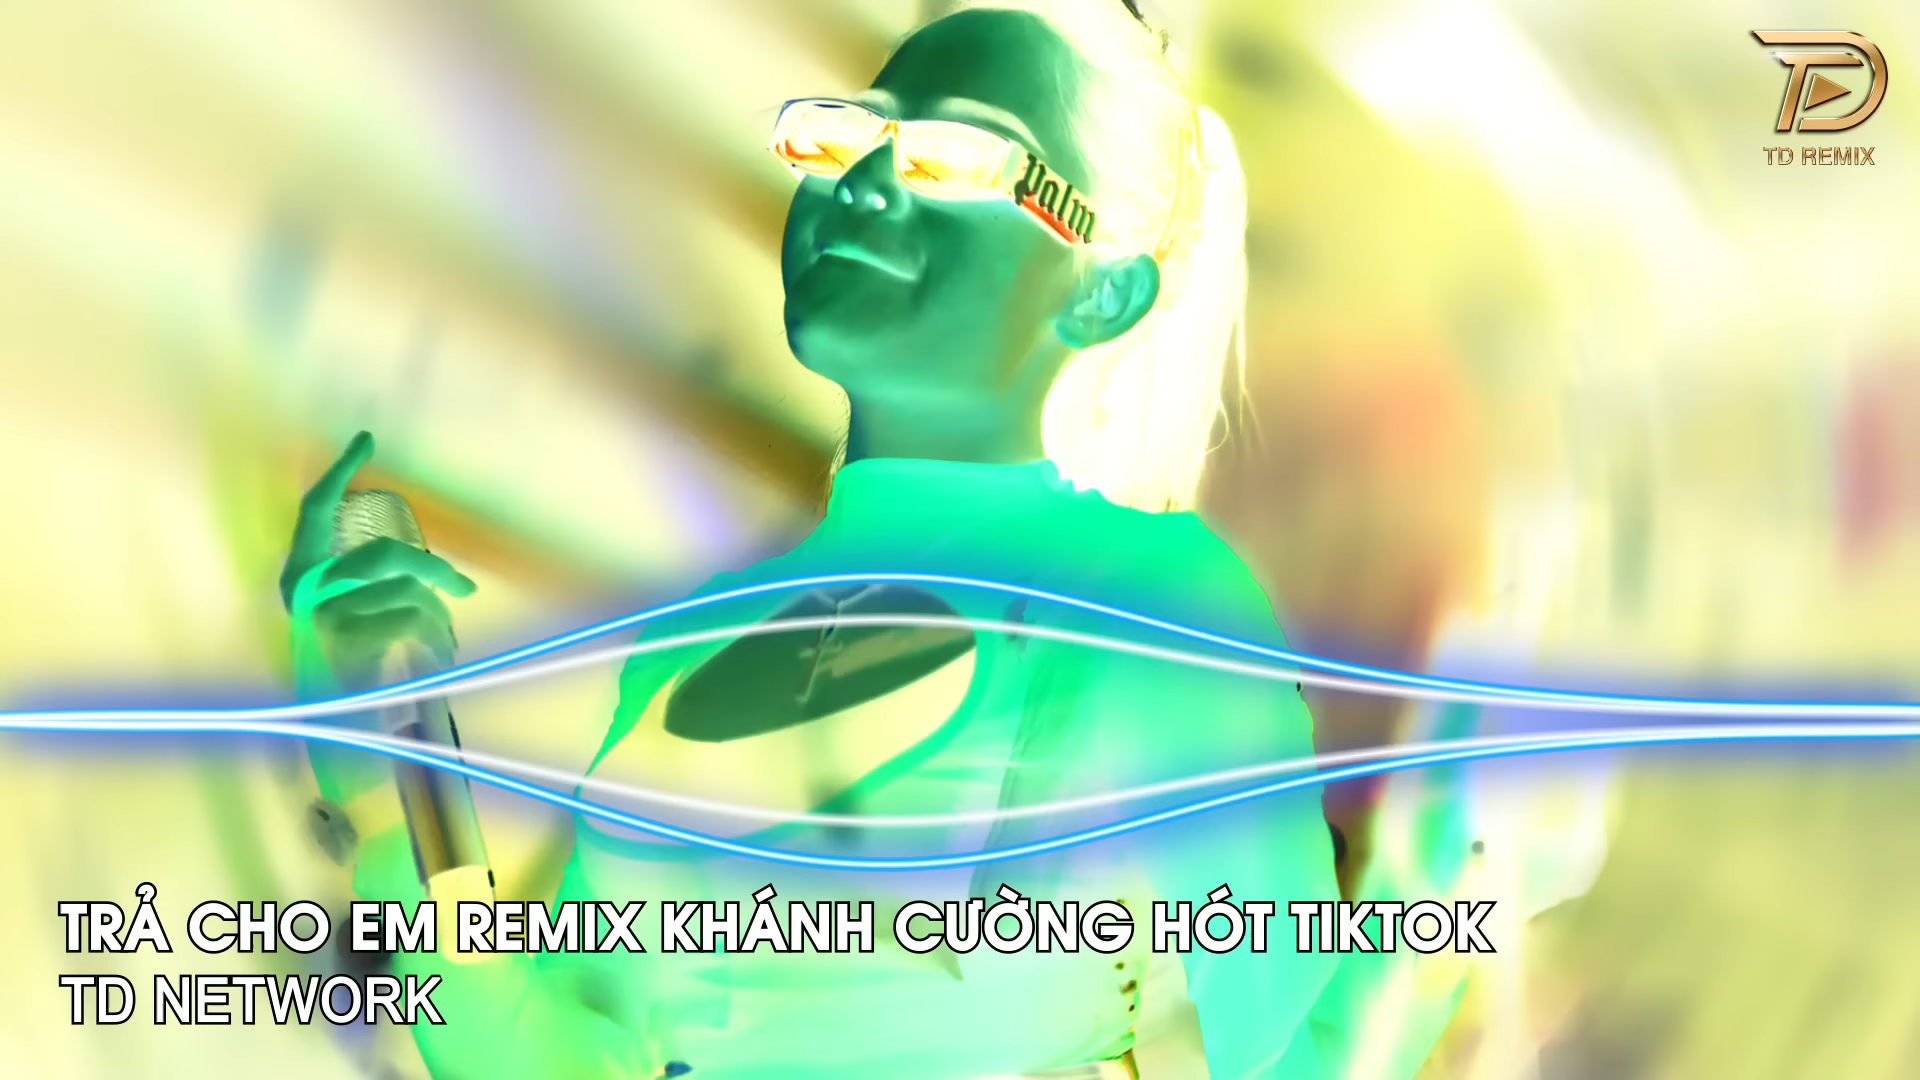 TD REMIX
Palm
TRẢ CHO EM REMIX KHÁNH CƯỜNG HÓT TIKTOK
TD NETWORK